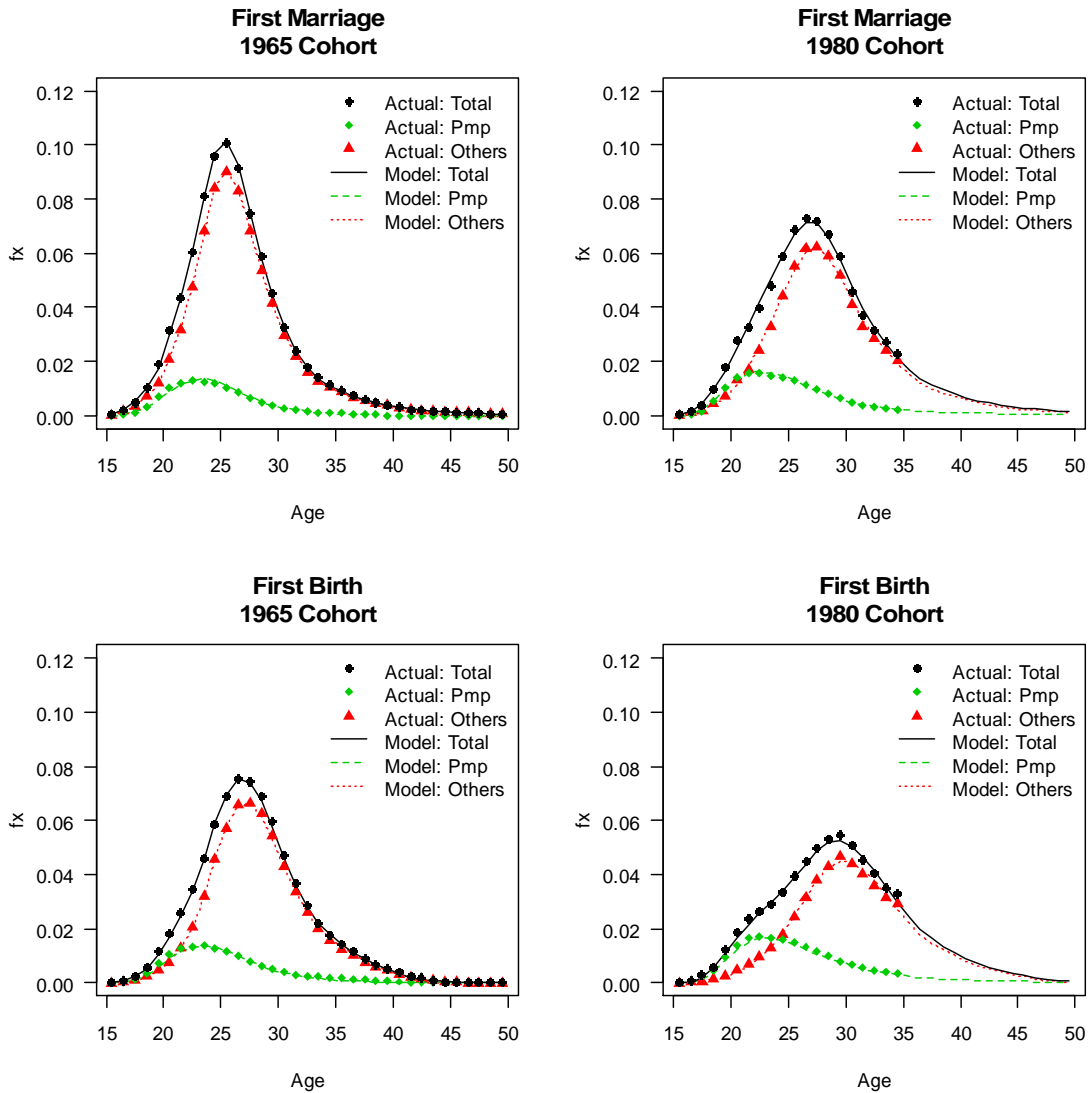 First Marriage
1965 Cohort
0.12
0.10
0.08
0.06
0.04
0.02
0.00
fx
Actual: Total
Actual: Pmp
Actual: Others
Model: Total
Model: Pmp
Model: Others
15 20 25 30 35 40 45 50
Age
First Marriage
1980 Cohort
0.12
0.10
0.08
0.06
0.04
0.02
0.00
fx
Actual: Total
Actual: Pmp
Actual: Others
Model: Total
Model: Pmp
Model: Others
15 20 25 30 35 40 45 50
Age
First Birth
1965 Cohort
0.12
0.10
0.08
0.06
0.04
0.02
0.00
fx
Actual: Total
Actual: Pmp
Actual: Others
Model: Total
Model: Pmp
Model: Others
15 20 25 30 35 40 45 50
Age
First Birth
1980 Cohort
0.12
0.10
0.08
0.06
0.04
0.02
0.00
fx
Actual: Total
Actual: Pmp
Actual: Others
Model: Total
Model: Pmp
Model: Others
15 20 25 30 35 40 45 50
Age